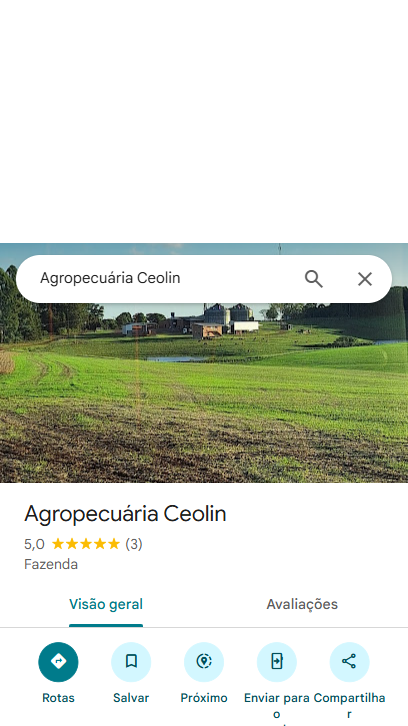 Agropecuária Ceolin
Agropecuária Ceolin
5,0 (3)
Fazenda
Visão geral Avaliações
Rotas Salvar Próximo Enviar para o Compartilhar